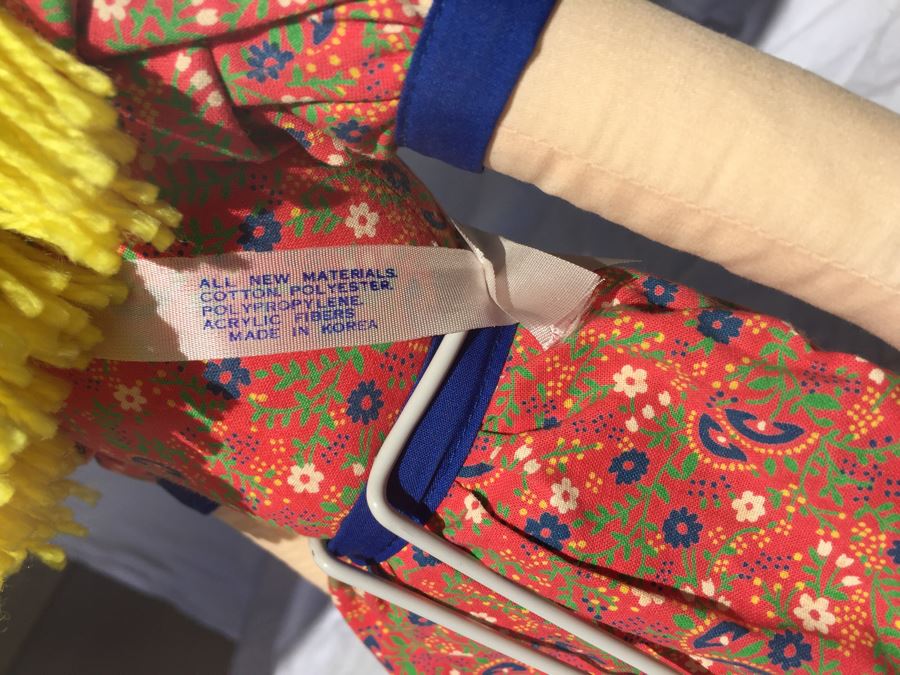 ALL NEW MATERIALS.
COTTON, POLYESTER,
POLYPROPYLENE.
ACRYLIC FIBERS
MADE IN KOREA